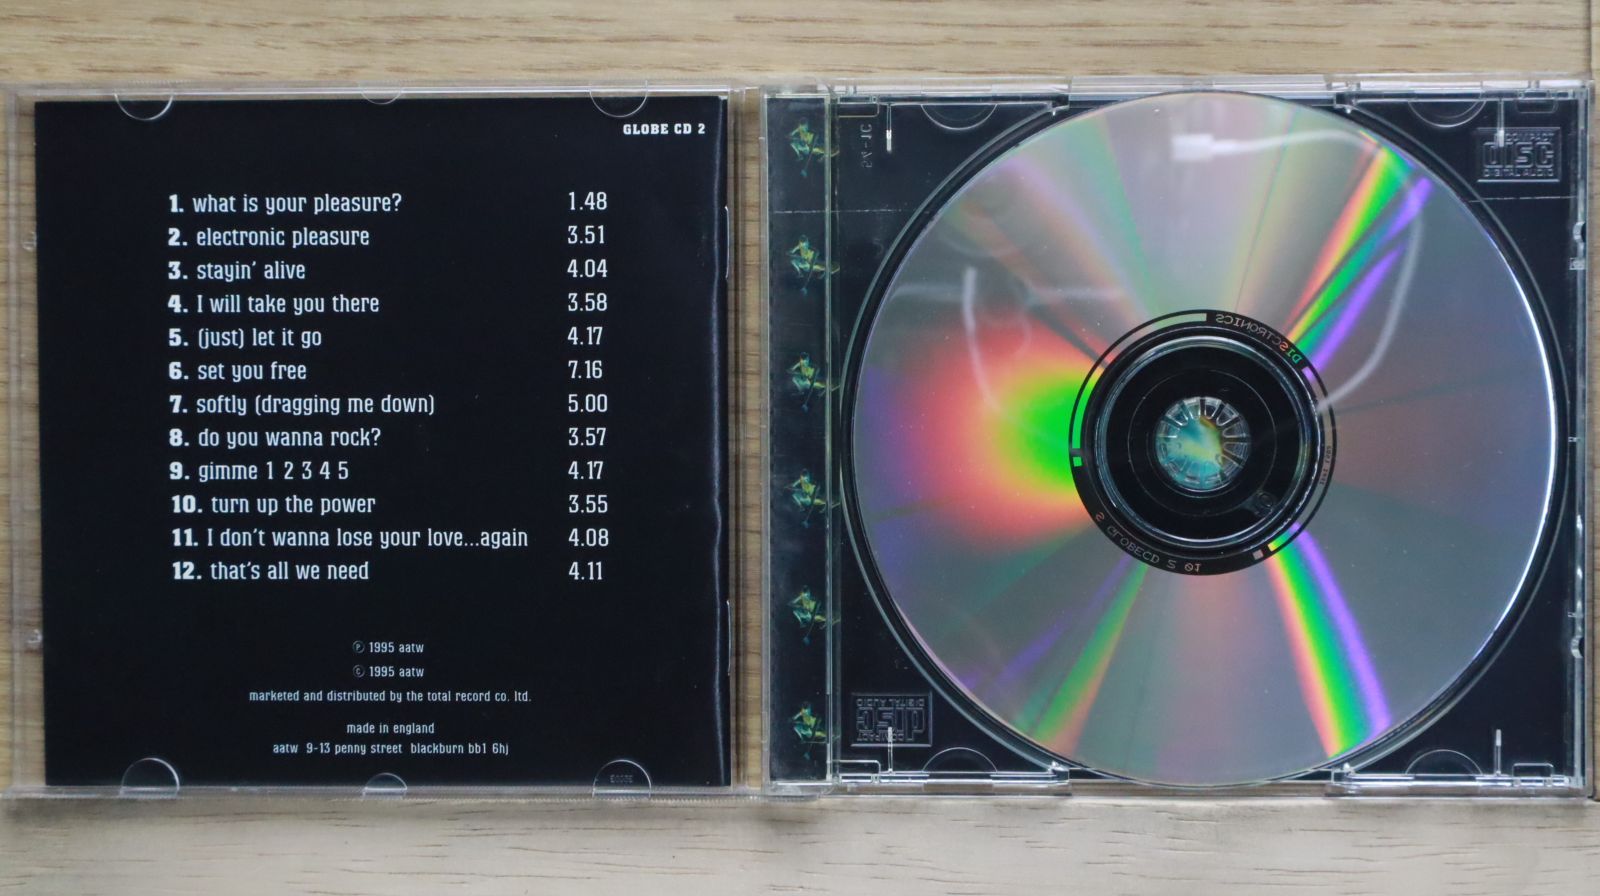 GLOBE CD 2
1. what is your pleasure? 1.48
2. electronic pleasure 3.51
3. stayin' alive 4.04
4. I will take you there 3.58
5. (just) let it go 4.17
6. set you free 7.16
7. softly (dragging me down) 5.00
8. do you wanna rock? 3.57
9. gimme 1 2 3 4 5 4.17
10. turn up the power 3.55
11. I don't wanna lose your love...again 4.08
12. that's all we need 4.11
℗ 1995 aatw
© 1995 aatw
marketed and distributed by the total record co. ltd.
made in england
aatw 9-13 penny street blackburn bb1 6hj
COMPACT
disc
DIGITAL AUDIO
DISCTRONICS
S GLOBECD 2 01
COMPACT
disc
DIGITAL AUDIO